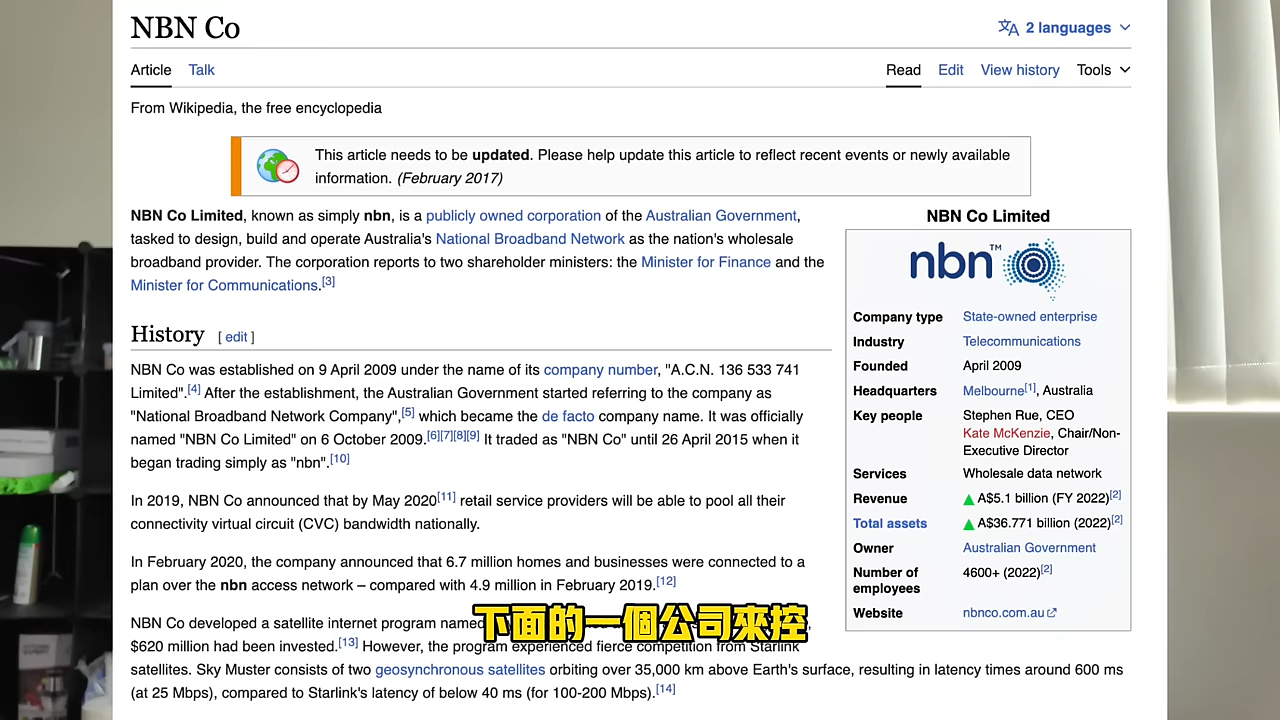 NBN Co
2 languages
Article Talk
Read Edit View history Tools
From Wikipedia, the free encyclopedia
This article needs to be updated. Please help update this article to reflect recent events or newly available
information. (February 2017)
NBN Co Limited, known as simply nbn, is a publicly owned corporation of the Australian Government,
tasked to design, build and operate Australia's National Broadband Network as the nation's wholesale
broadband provider. The corporation reports to two shareholder ministers: the Minister for Finance and the
Minister for Communications.[3]
History [ edit ]
NBN Co was established on 9 April 2009 under the name of its company number, "A.C.N. 136 533 741
Limited".[4] After the establishment, the Australian Government started referring to the company as
"National Broadband Network Company",[5] which became the de facto company name. It was officially
named "NBN Co Limited" on 6 October 2009.[6][7][8][9] It traded as "NBN Co" until 26 April 2015 when it
began trading simply as "nbn".[10]
In 2019, NBN Co announced that by May 2020[11] retail service providers will be able to pool all their
connectivity virtual circuit (CVC) bandwidth nationally.
In February 2020, the company announced that 6.7 million homes and businesses were connected to a
plan over the nbn access network – compared with 4.9 million in February 2019.[12]
NBN Co developed a satellite internet program named
$620 million had been invested.[13] However, the program experienced fierce competition from Starlink
satellites. Sky Muster consists of two geosynchronous satellites orbiting over 35,000 km above Earth's surface, resulting in latency times around 600 ms
(at 25 Mbps), compared to Starlink's latency of below 40 ms (for 100-200 Mbps).[14]
NBN Co Limited
nbn™
Company type State-owned enterprise
Industry Telecommunications
Founded April 2009
Headquarters Melbourne[1], Australia
Key people Stephen Rue, CEO
Kate McKenzie, Chair/Non-
Executive Director
Services Wholesale data network
Revenue ▲ A$5.1 billion (FY 2022)[2]
Total assets ▲ A$36.771 billion (2022)[2]
Owner Australian Government
Number of 4600+ (2022)[2]
employees
Website nbnco.com.au
下面的一個公司來控